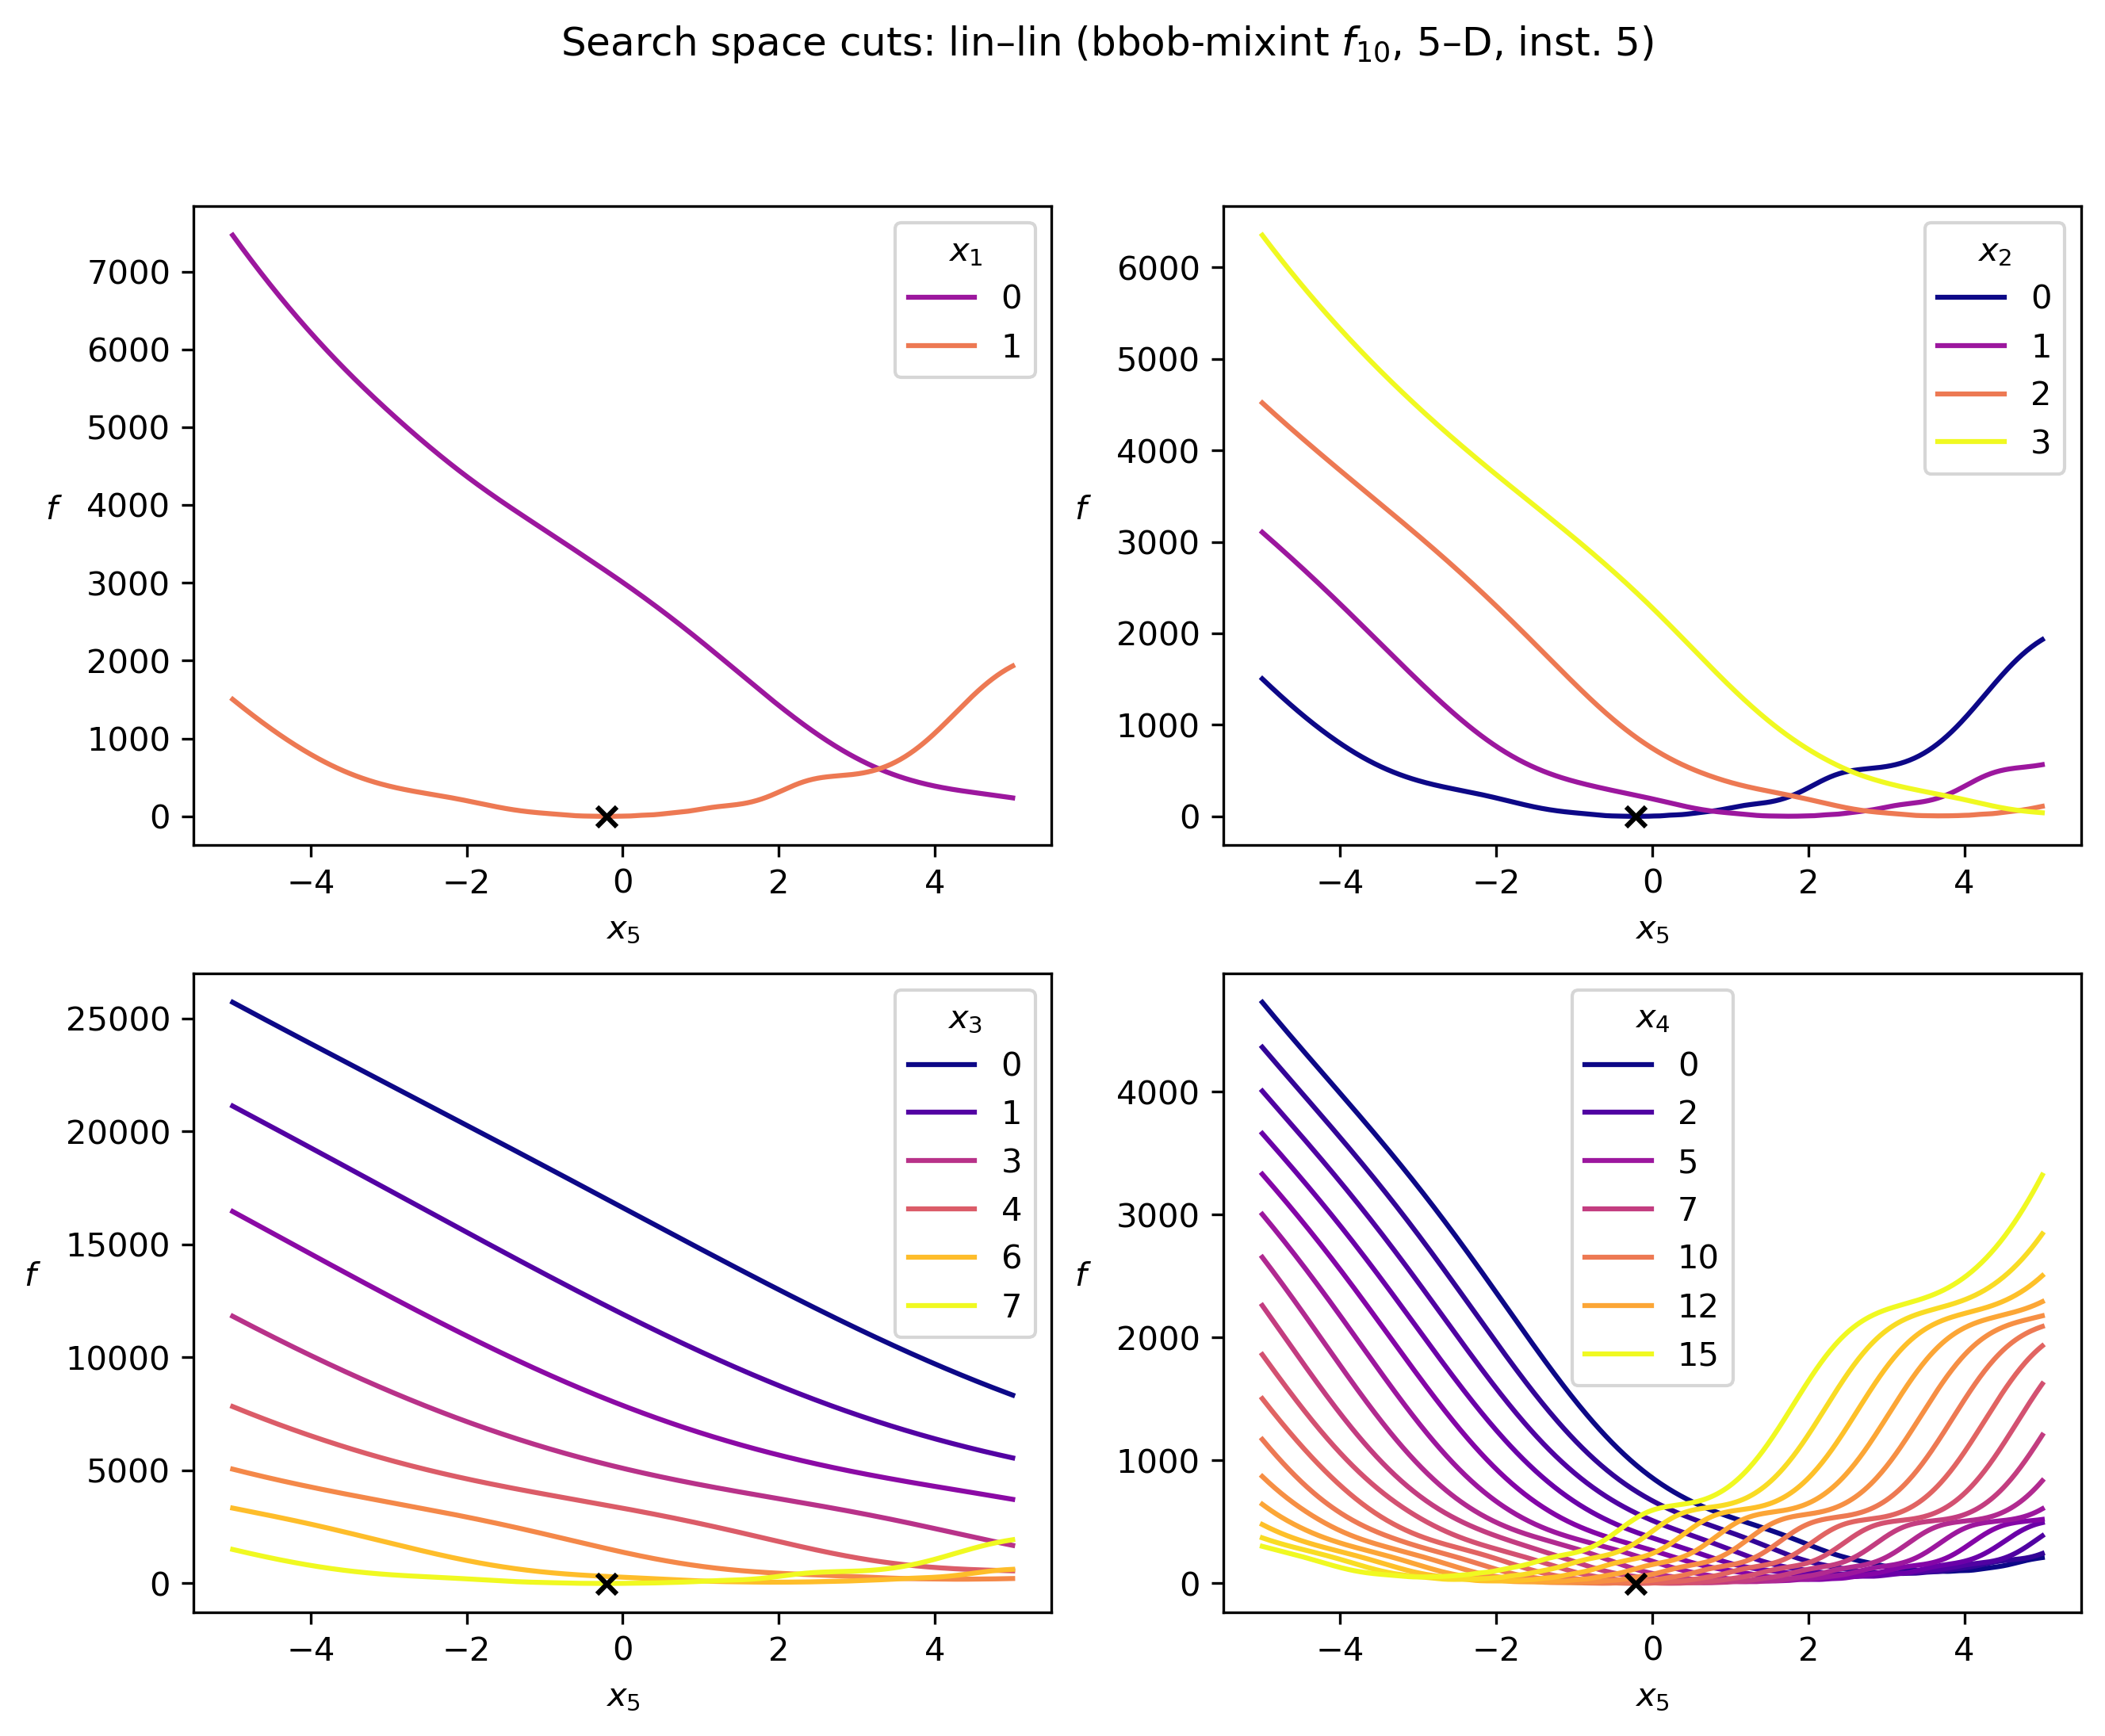 Search space cuts: lin–lin (bbob-mixint f10, 5–D, inst. 5)
x1
0
1
7000
6000
5000
4000
3000
2000
1000
0
f
−4 −2 0 2 4
x5
x2
0
1
2
3
6000
5000
4000
3000
2000
1000
0
f
−4 −2 0 2 4
x5
x3
0
1
3
4
6
7
25000
20000
15000
10000
5000
0
f
−4 −2 0 2 4
x5
x4
0
2
5
7
10
12
15
4000
3000
2000
1000
0
f
−4 −2 0 2 4
x5